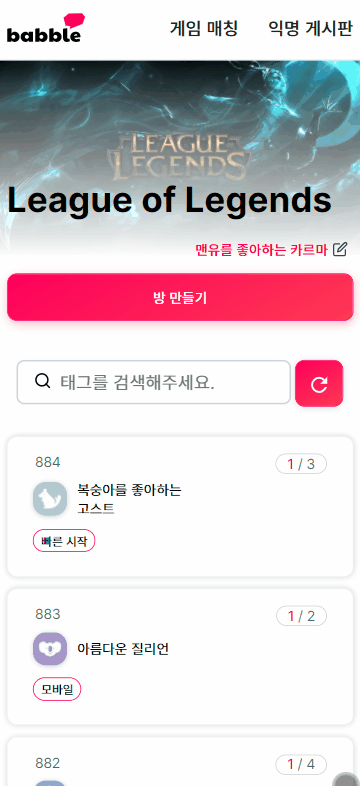 babble
게임 매칭
익명 게시판
LEAGUE
LEGENDS
League of Legends
맨유를 좋아하는 카르마
방 만들기
태그를 검색해주세요.
884
1 / 3
복숭아를 좋아하는
고스트
빠른 시작
883
1 / 2
아름다운 질리언
모바일
882
1 / 4